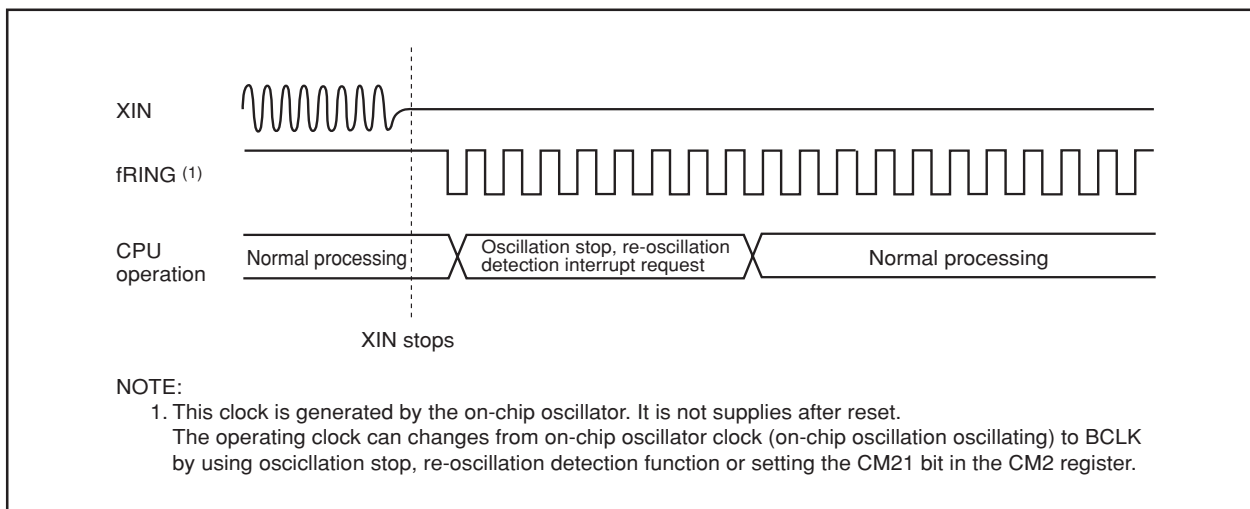 XIN
fRING (1)
CPU
operation
Normal processing
Oscillation stop, re-oscillation
detection interrupt request
Normal processing
XIN stops
NOTE:
1. This clock is generated by the on-chip oscillator. It is not supplies after reset.
The operating clock can changes from on-chip oscillator clock (on-chip oscillation oscillating) to BCLK
by using oscicllation stop, re-oscillation detection function or setting the CM21 bit in the CM2 register.